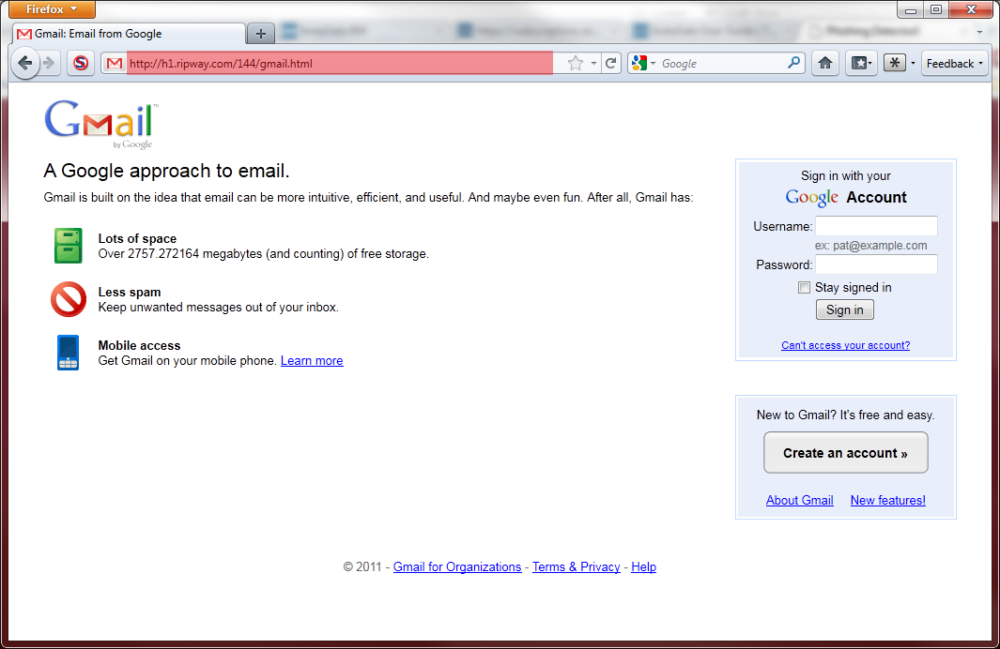 Firefox
Gmail: Email from Google
http://h1.ripway.com/144/gmail.html
Google
Feedback
Gmail™
by Google
A Google approach to email.
Gmail is built on the idea that email can be more intuitive, efficient, and useful. And maybe even fun. After all, Gmail has:
Lots of space
Over 2757.272164 megabytes (and counting) of free storage.
Less spam
Keep unwanted messages out of your inbox.
Mobile access
Get Gmail on your mobile phone. Learn more
Sign in with your
Google Account
Username:
ex: pat@example.com
Password:
Stay signed in
Sign in
Can't access your account?
New to Gmail? It's free and easy.
Create an account »
About Gmail New features!
© 2011 - Gmail for Organizations - Terms & Privacy - Help